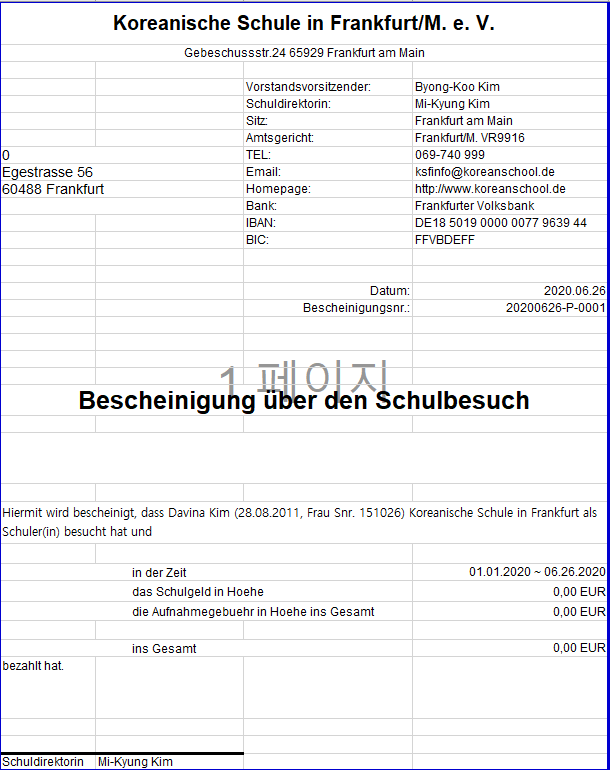 Koreanische Schule in Frankfurt/M. e. V.
Gebeschussstr.24 65929 Frankfurt am Main
Vorstandsvorsitzender: Byong-Koo Kim
Schuldirektorin: Mi-Kyung Kim
Sitz: Frankfurt am Main
Amtsgericht: Frankfurt/M. VR9916
0 TEL: 069-740 999
Egestrasse 56 Email: ksfinfo@koreanschool.de
60488 Frankfurt Homepage: http://www.koreanschool.de
Bank: Frankfurter Volksbank
IBAN: DE18 5019 0000 0077 9639 44
BIC: FFVBDEFF
Datum: 2020.06.26
Bescheinigungsnr.: 20200626-P-0001
1 페이지
Bescheinigung über den Schulbesuch
Hiermit wird bescheinigt, dass Davina Kim (28.08.2011, Frau Snr. 151026) Koreanische Schule in Frankfurt als
Schuler(in) besucht hat und
in der Zeit 01.01.2020 ~ 06.26.2020
das Schulgeld in Hoehe 0,00 EUR
die Aufnahmegebuehr in Hoehe ins Gesamt 0,00 EUR
ins Gesamt 0,00 EUR
bezahlt hat.
Schuldirektorin Mi-Kyung Kim